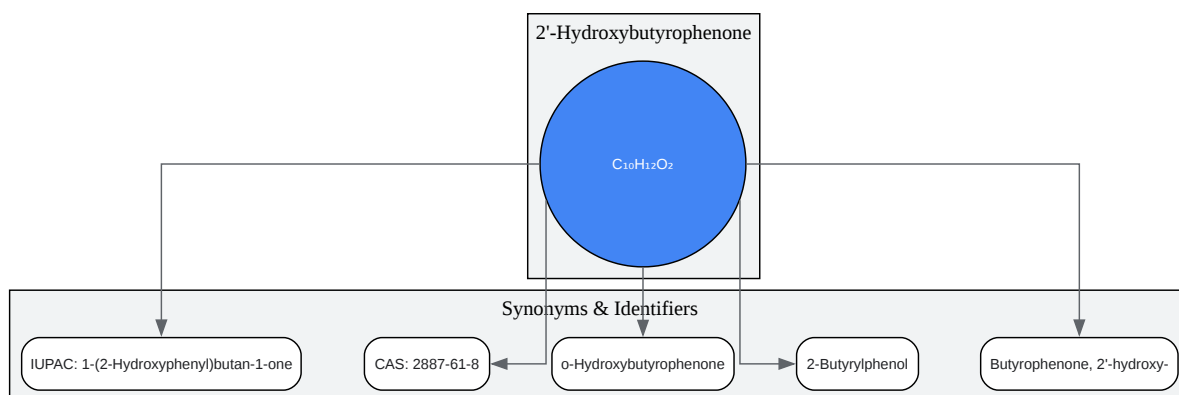 2'-Hydroxybutyrophenone
C₁₀H₁₂O₂
Synonyms & Identifiers
IUPAC: 1-(2-Hydroxyphenyl)butan-1-one
CAS: 2887-61-8
o-Hydroxybutyrophenone
2-Butyrylphenol
Butyrophenone, 2'-hydroxy-